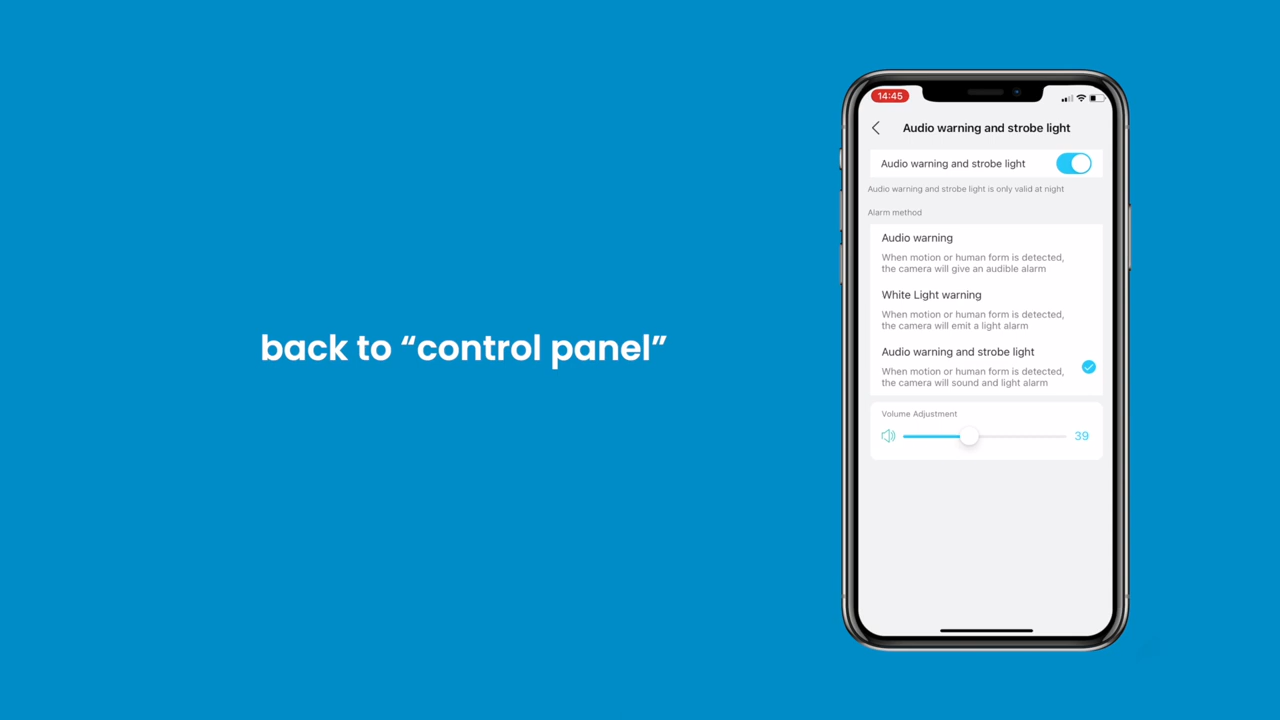 back to “control panel”
14:45
Audio warning and strobe light
Audio warning and strobe light
Audio warning and strobe light is only valid at night
Alarm method
Audio warning
When motion or human form is detected,
the camera will give an audible alarm
White Light warning
When motion or human form is detected,
the camera will emit a light alarm
Audio warning and strobe light
When motion or human form is detected,
the camera will sound and light alarm
Volume Adjustment
39